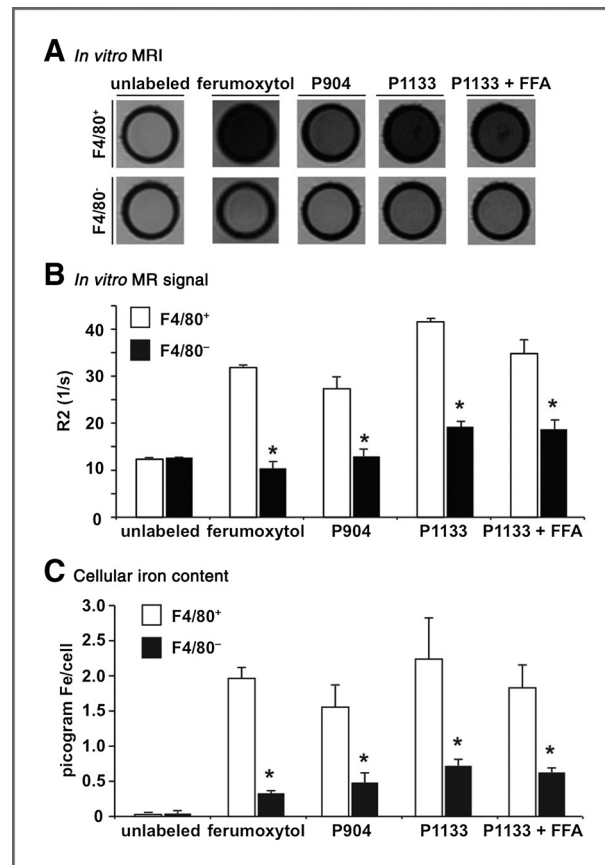 A In vitro MRI
unlabeled ferumoxytol P904 P1133 P1133 + FFA
F4/80⁺
F4/80⁻
B In vitro MR signal
F4/80⁺
F4/80⁻
R2 (1/s)
40
30
20
10
0
* * * *
unlabeled ferumoxytol P904 P1133 P1133 + FFA
C Cellular iron content
F4/80⁺
F4/80⁻
picogram Fe/cell
3.0
2.5
2.0
1.5
1.0
0.5
0
* * * *
unlabeled ferumoxytol P904 P1133 P1133 + FFA